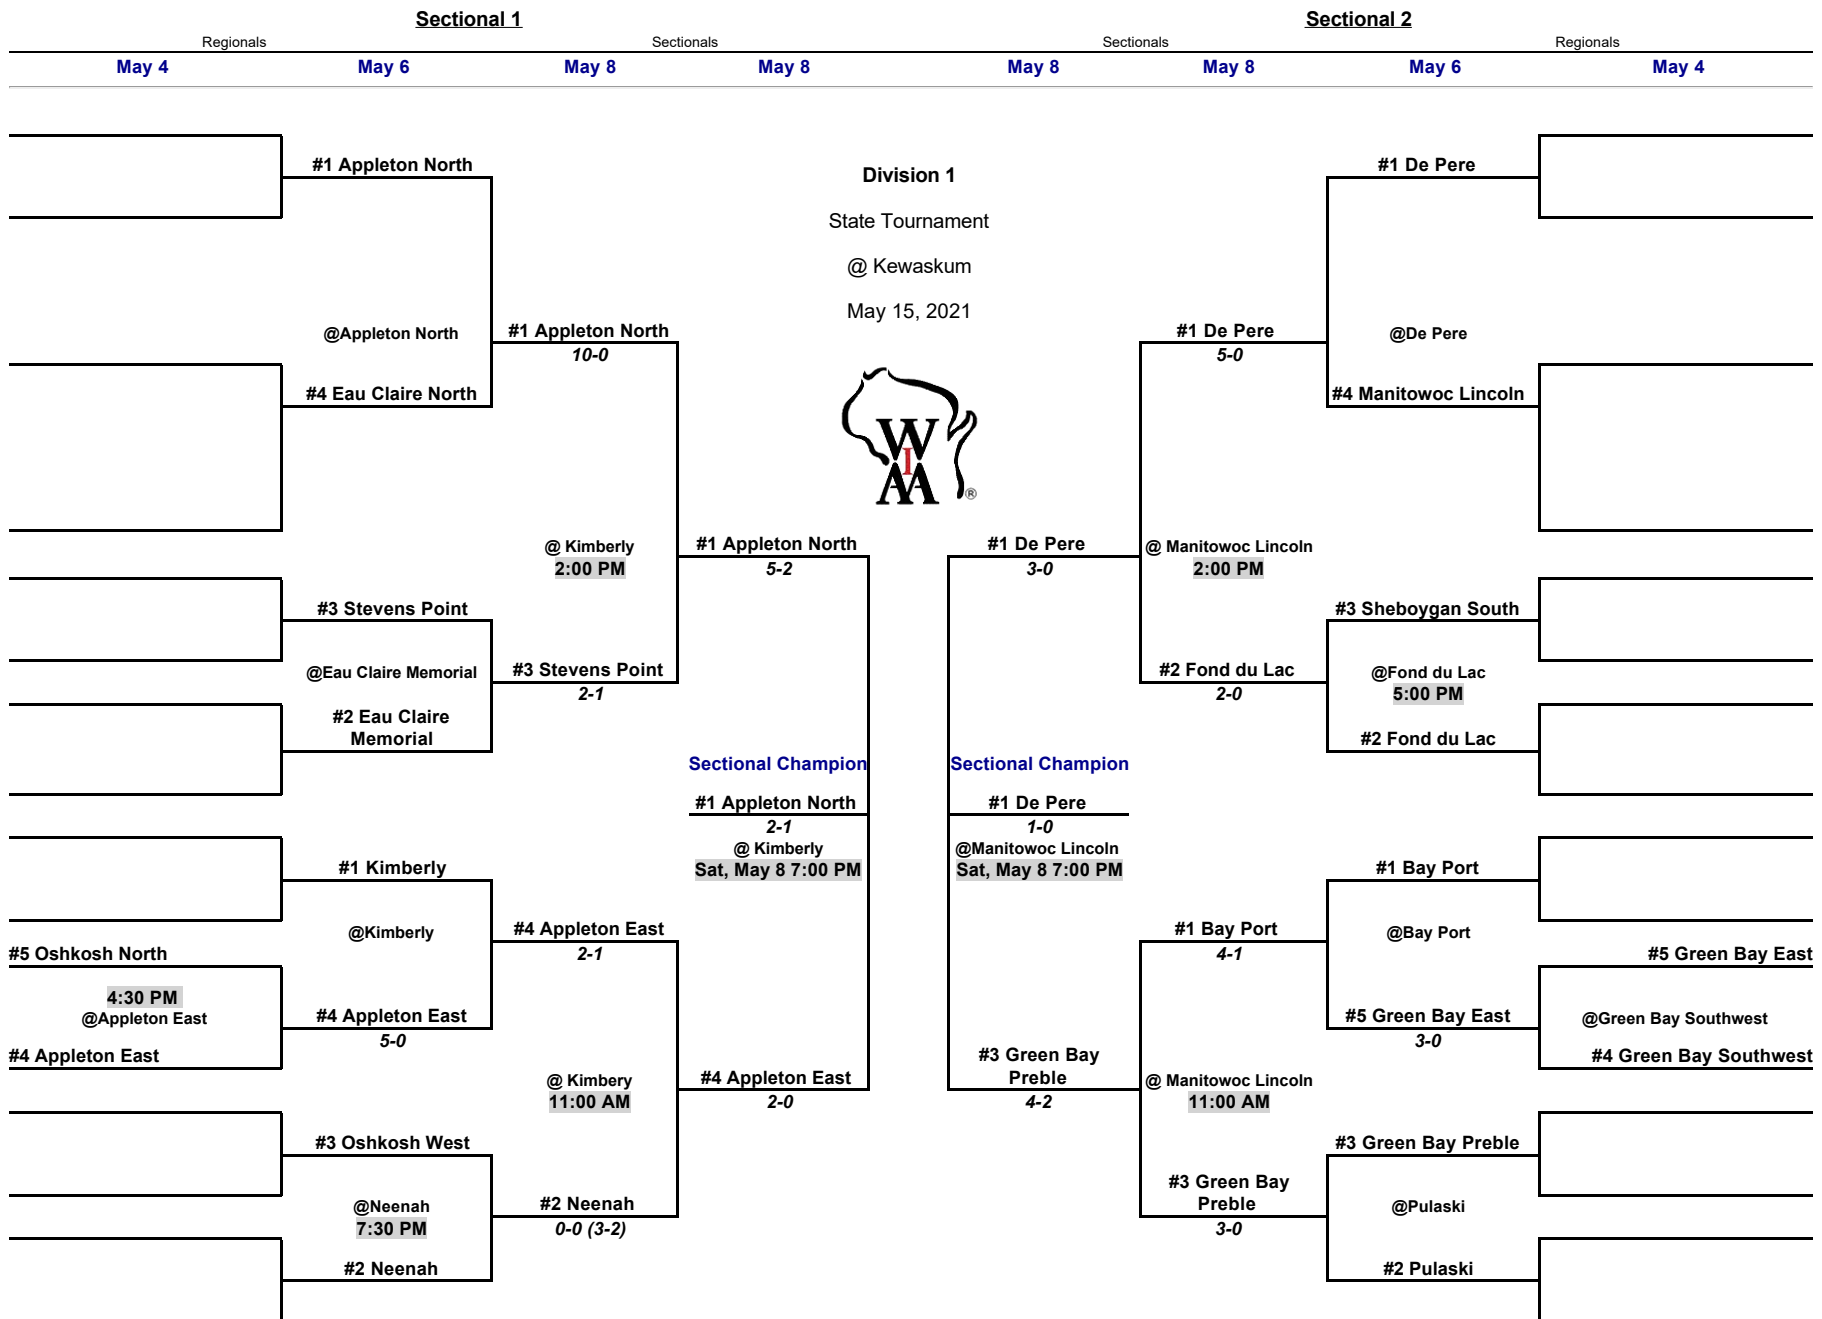 Sectional 1
Sectional 2
Regionals
Sectionals
Sectionals
Regionals
May 4
May 6
May 8
May 8
May 8
May 8
May 6
May 4
#1 Appleton North
Division 1
#1 De Pere
State Tournament
@ Kewaskum
May 15, 2021
@Appleton North
#1 Appleton North
10-0
#1 De Pere
5-0
@De Pere
#4 Eau Claire North
#4 Manitowoc Lincoln
W
I
AA
®
@ Kimberly
2:00 PM
#1 Appleton North
5-2
#1 De Pere
3-0
@ Manitowoc Lincoln
2:00 PM
#3 Stevens Point
#3 Sheboygan South
@Eau Claire Memorial
#3 Stevens Point
2-1
#2 Fond du Lac
2-0
@Fond du Lac
5:00 PM
#2 Eau Claire
Memorial
#2 Fond du Lac
Sectional Champion
Sectional Champion
#1 Appleton North
2-1
@ Kimberly
Sat, May 8 7:00 PM
#1 De Pere
1-0
@Manitowoc Lincoln
Sat, May 8 7:00 PM
#1 Kimberly
#1 Bay Port
@Kimberly
#4 Appleton East
2-1
#1 Bay Port
4-1
@Bay Port
#5 Oshkosh North
#5 Green Bay East
4:30 PM
@Appleton East
#4 Appleton East
5-0
#5 Green Bay East
3-0
@Green Bay Southwest
#4 Appleton East
#4 Green Bay Southwest
@ Kimbery
11:00 AM
#4 Appleton East
2-0
#3 Green Bay
Preble
4-2
@ Manitowoc Lincoln
11:00 AM
#3 Oshkosh West
#3 Green Bay Preble
@Neenah
7:30 PM
#2 Neenah
0-0 (3-2)
#3 Green Bay
Preble
3-0
@Pulaski
#2 Neenah
#2 Pulaski